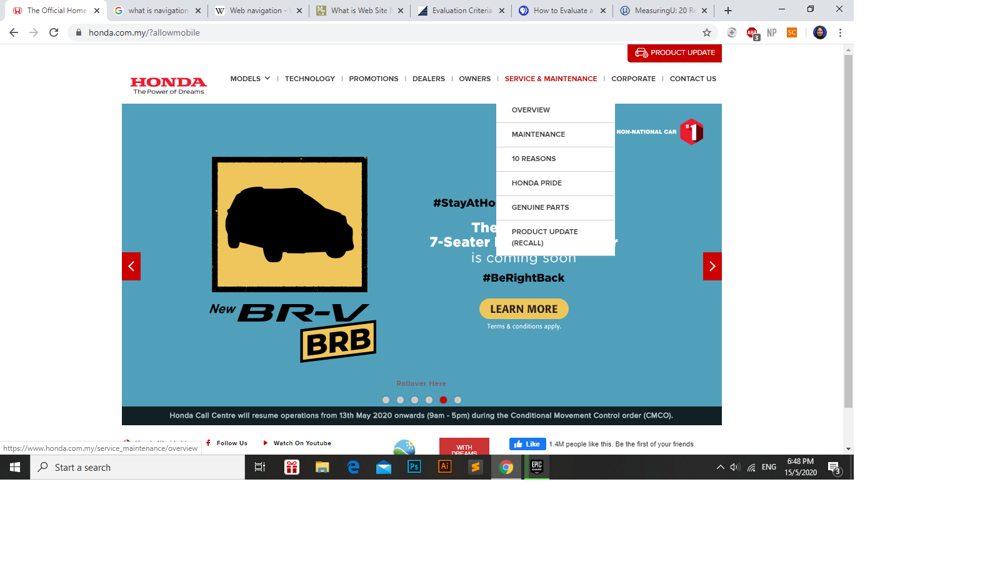 The Official Home
what is navigation
Web navigation -
What is Web Site
Evaluation Criteria
How to Evaluate a
MeasuringU: 20 Re
honda.com.my/?allowmobile
ABP
3
NP
SC
PRODUCT UPDATE
HONDA
The Power of Dreams
MODELS
TECHNOLOGY
PROMOTIONS
DEALERS
OWNERS
SERVICE & MAINTENANCE
CORPORATE
CONTACT US
OVERVIEW
MAINTENANCE
10 REASONS
HONDA PRIDE
GENUINE PARTS
PRODUCT UPDATE
(RECALL)
NON-NATIONAL CAR
#1
#StayAtHo
The
7-Seater
is coming soon
#BeRightBack
LEARN MORE
Terms & conditions apply.
New BR-V
BRB
Rollover Here
Honda Call Centre will resume operations from 13th May 2020 onwards (9am - 5pm) during the Conditional Movement Control order (CMCO).
https://www.honda.com.my/service_maintenance/overview
Follow Us
Watch On Youtube
WITH
DREAMS
Like
1.4M people like this. Be the first of your friends.
Start a search
Ps
Ai
EPIC
GAMES
ENG
6:48 PM
15/5/2020
3